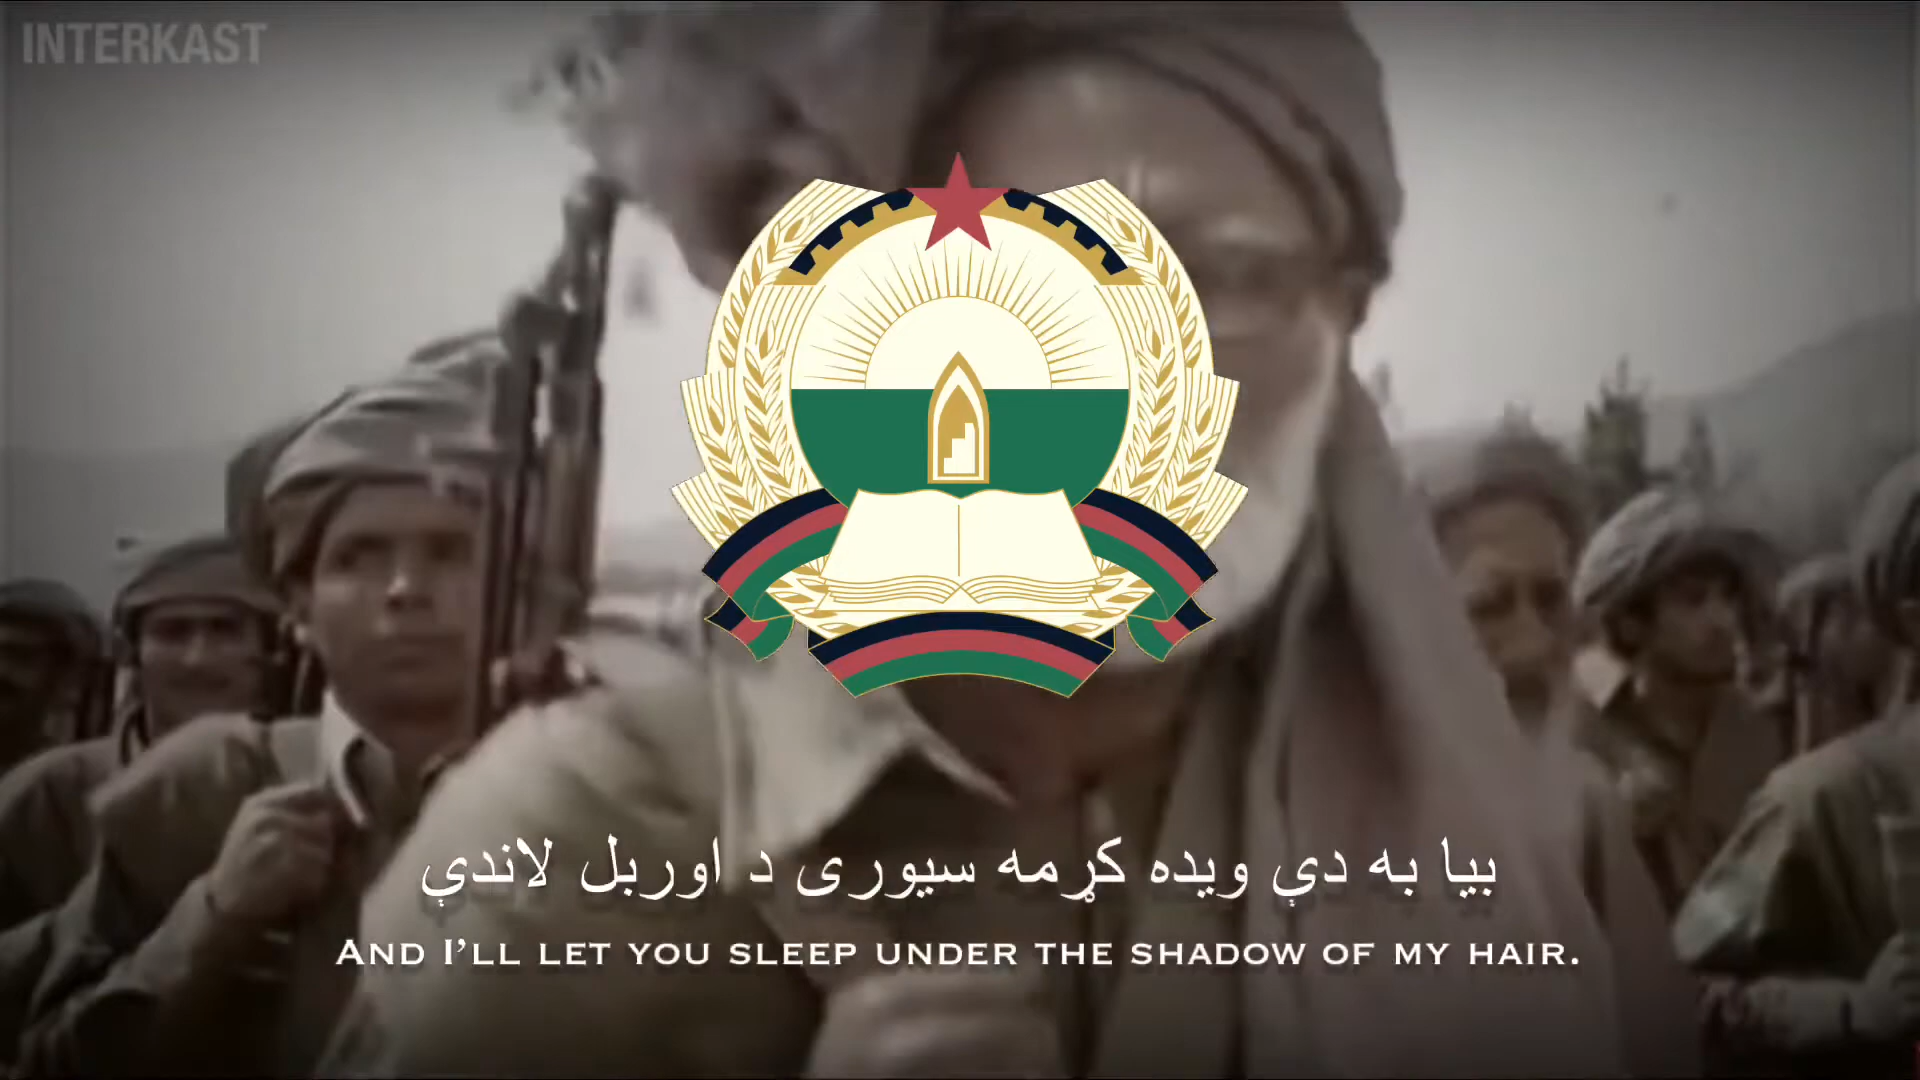 INTERKAST
بیا به دې ویده کړمه سیوری د اوربل لاندې
And I'll let you sleep under the shadow of my hair.